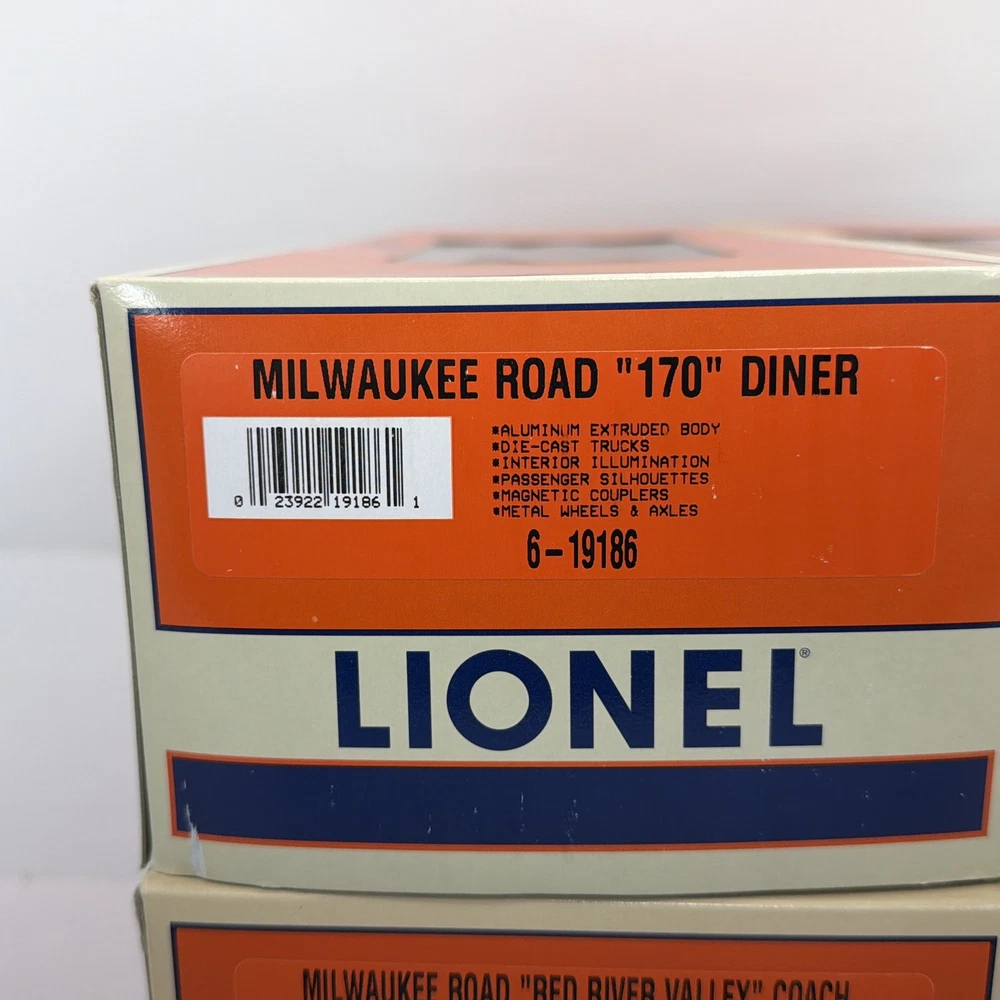 MILWAUKEE ROAD "170" DINER
*ALUMINUM EXTRUDED BODY
*DIE-CAST TRUCKS
*INTERIOR ILLUMINATION
*PASSENGER SILHOUETTES
*MAGNETIC COUPLERS
*METAL WHEELS & AXLES
0 23922 19186 1
6-19186
LIONEL®
MILWAUKEE ROAD "RED RIVER VALLEY" COACH